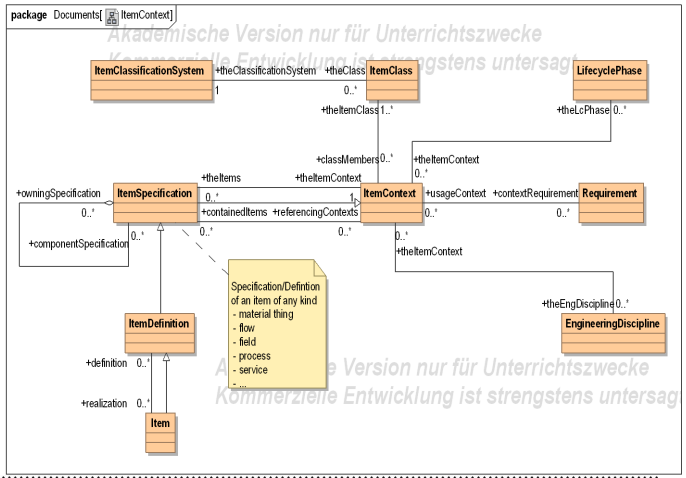 package Documents[ ItemContext]
Akademische Version nur für Unterrichtszwecke
Kommerzielle Entwicklung ist strengstens untersagt
ItemClassificationSystem
+theClassificationSystem
+theClass
ItemClass
LifecyclePhase
1
0..*
+theItemClass
1..*
+theLcPhase
0..*
+classMembers
0..*
+theItemContext
0..*
+theItems
+theItemContext
+owningSpecification
ItemSpecification
0..*
1
ItemContext
+usageContext
+contextRequirement
Requirement
0..*
+containedItems
+referencingContexts
0..*
0..*
+componentSpecification
0..*
0..*
0..*
0..*
+theItemContext
Specification/Defintion
of an item of any kind
- material thing
- flow
- field
- process
- service
- ...
+theEngDiscipline
0..*
ItemDefinition
EngineeringDiscipline
+definition
0..*
A
e Version nur für Unterrichtszwecke
Kommerzielle Entwicklung ist strengstens untersag
+realization
0..*
Item